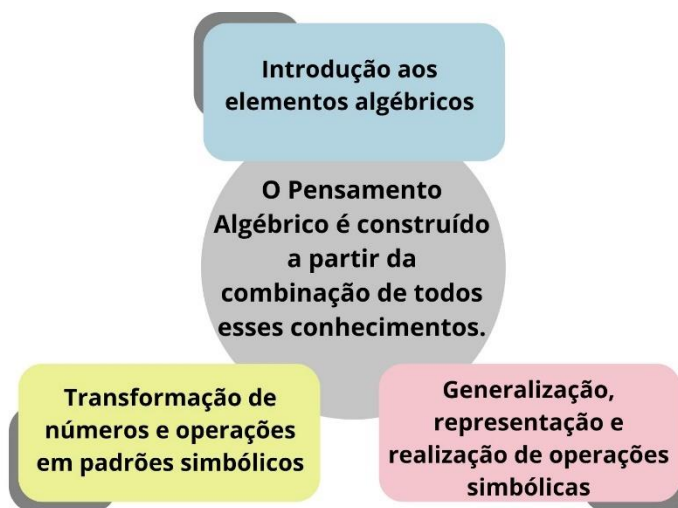 Introdução aos
elementos algébricos
O Pensamento
Algébrico é construído
a partir da
combinação de todos
esses conhecimentos.
Transformação de
números e operações
em padrões simbólicos
Generalização,
representação e
realização de operações
simbólicas